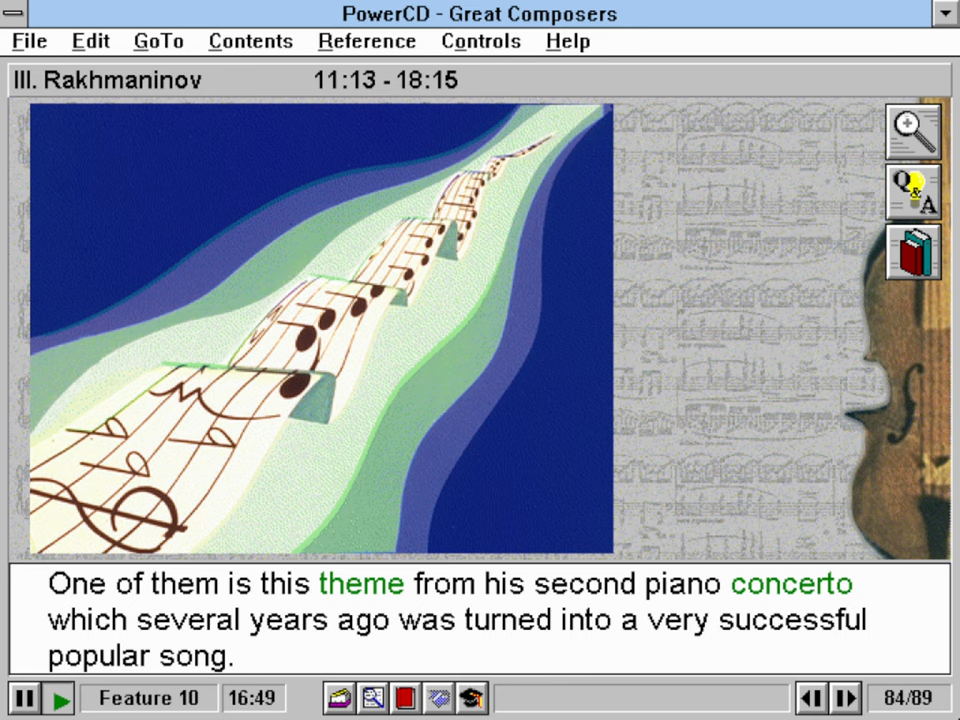 PowerCD - Great Composers
File Edit GoTo Contents Reference Controls Help
III. Rakhmaninov 11:13 - 18:15
Q & A
One of them is this theme from his second piano concerto
which several years ago was turned into a very successful
popular song.
Feature 10 16:49 84/89